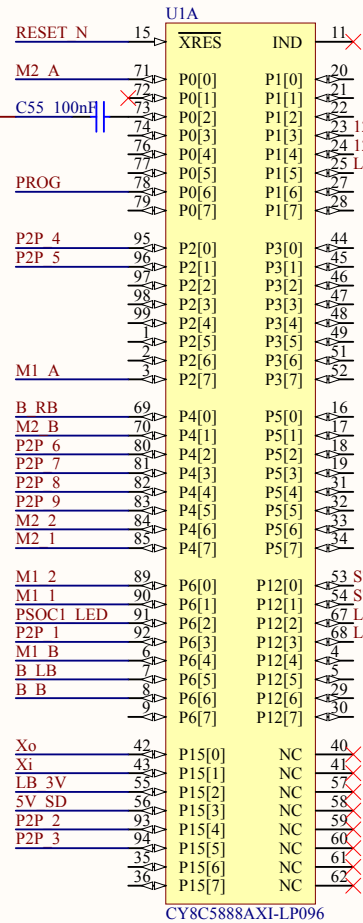 U1A
RESET_N 15 XRES IND 11
M2_A 71 P0[0] P1[0] 20
72 P0[1] P1[1] 21
C55 100nF 73 P0[2] P1[2] 22
74 P0[3] P1[3] 23
76 P0[4] P1[4] 24
77 P0[5] P1[5] 25 L
PROG 78 P0[6] P1[6] 27
79 P0[7] P1[7] 28
P2P_4 95 P2[0] P3[0] 44
P2P_5 96 P2[1] P3[1] 45
97 P2[2] P3[2] 46
98 P2[3] P3[3] 47
99 P2[4] P3[4] 48
1 P2[5] P3[5] 49
2 P2[6] P3[6] 51
M1_A 3 P2[7] P3[7] 52
B_RB 69 P4[0] P5[0] 16
M2_B 70 P4[1] P5[1] 17
P2P_6 80 P4[2] P5[2] 18
P2P_7 81 P4[3] P5[3] 19
P2P_8 82 P4[4] P5[4] 31
P2P_9 83 P4[5] P5[5] 32
M2_2 84 P4[6] P5[6] 33
M2_1 85 P4[7] P5[7] 34
M1_2 89 P6[0] P12[0] 53 S
M1_1 90 P6[1] P12[1] 54 S
PSOC1_LED 91 P6[2] P12[2] 67 L
P2P_1 92 P6[3] P12[3] 68 L
M1_B 6 P6[4] P12[4] 4
B_LB 7 P6[5] P12[5] 5
B_B 8 P6[6] P12[6] 29
9 P6[7] P12[7] 30
Xo 42 P15[0] NC 40
Xi 43 P15[1] NC 41
LB_3V 55 P15[2] NC 57
5V_SD 56 P15[3] NC 58
P2P_2 93 P15[4] NC 59
P2P_3 94 P15[5] NC 60
35 P15[6] NC 61
36 P15[7] NC 62
CY8C5888AXI-LP096